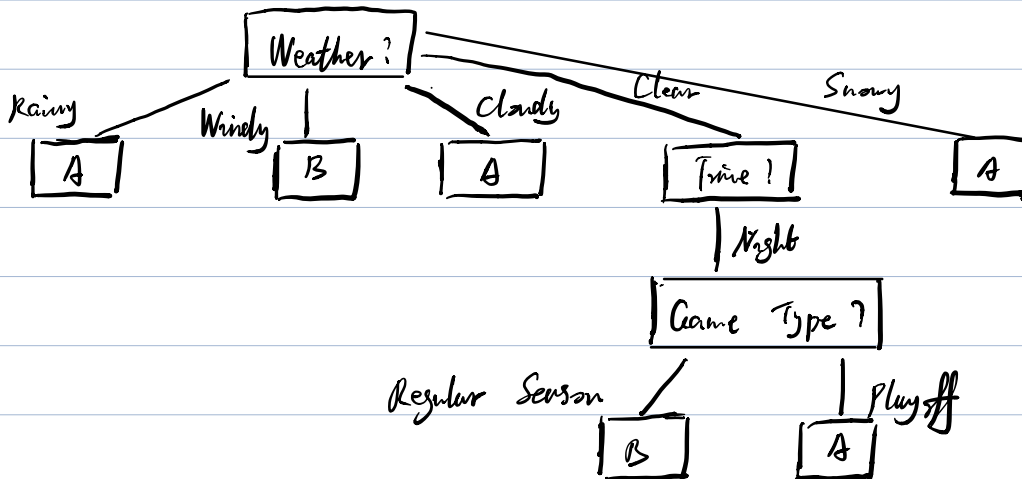 Weather ?
Rainy
Windy
Cloudy
Clear
Snowy
A
B
A
Time ?
A
Night
Game Type ?
Regular Season
Playoff
B
A